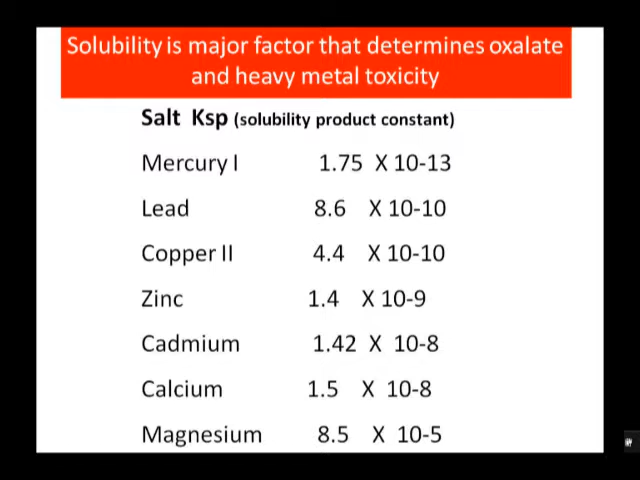 Solubility is major factor that determines oxalate
and heavy metal toxicity
Salt Ksp (solubility product constant)
Mercury I 1.75 X 10-13
Lead 8.6 X 10-10
Copper II 4.4 X 10-10
Zinc 1.4 X 10-9
Cadmium 1.42 X 10-8
Calcium 1.5 X 10-8
Magnesium 8.5 X 10-5